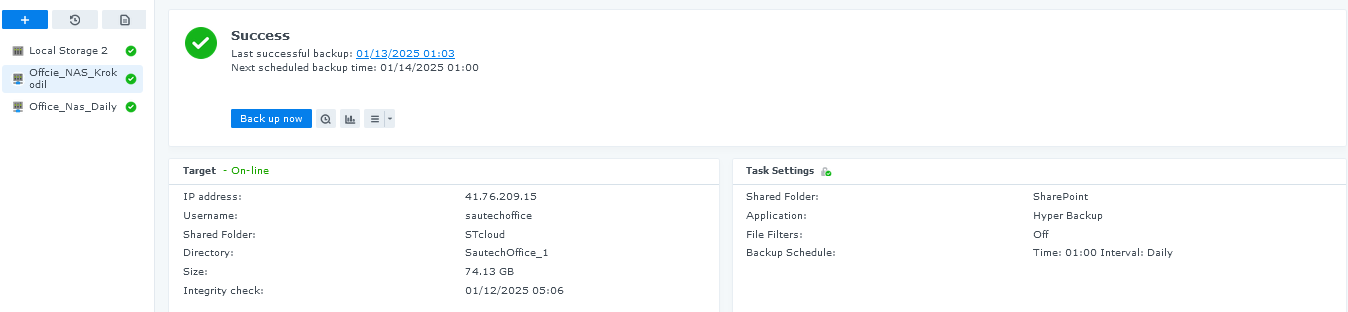 Local Storage 2
Offcie_NAS_Krok
odil
Office_Nas_Daily
Success
Last successful backup: 01/13/2025 01:03
Next scheduled backup time: 01/14/2025 01:00
Back up now
Target - On-line
IP address: 41.76.209.15
Username: sautechoffice
Shared Folder: STcloud
Directory: SautechOffice_1
Size: 74.13 GB
Integrity check: 01/12/2025 05:06
Task Settings
Shared Folder: SharePoint
Application: Hyper Backup
File Filters: Off
Backup Schedule: Time: 01:00 Interval: Daily